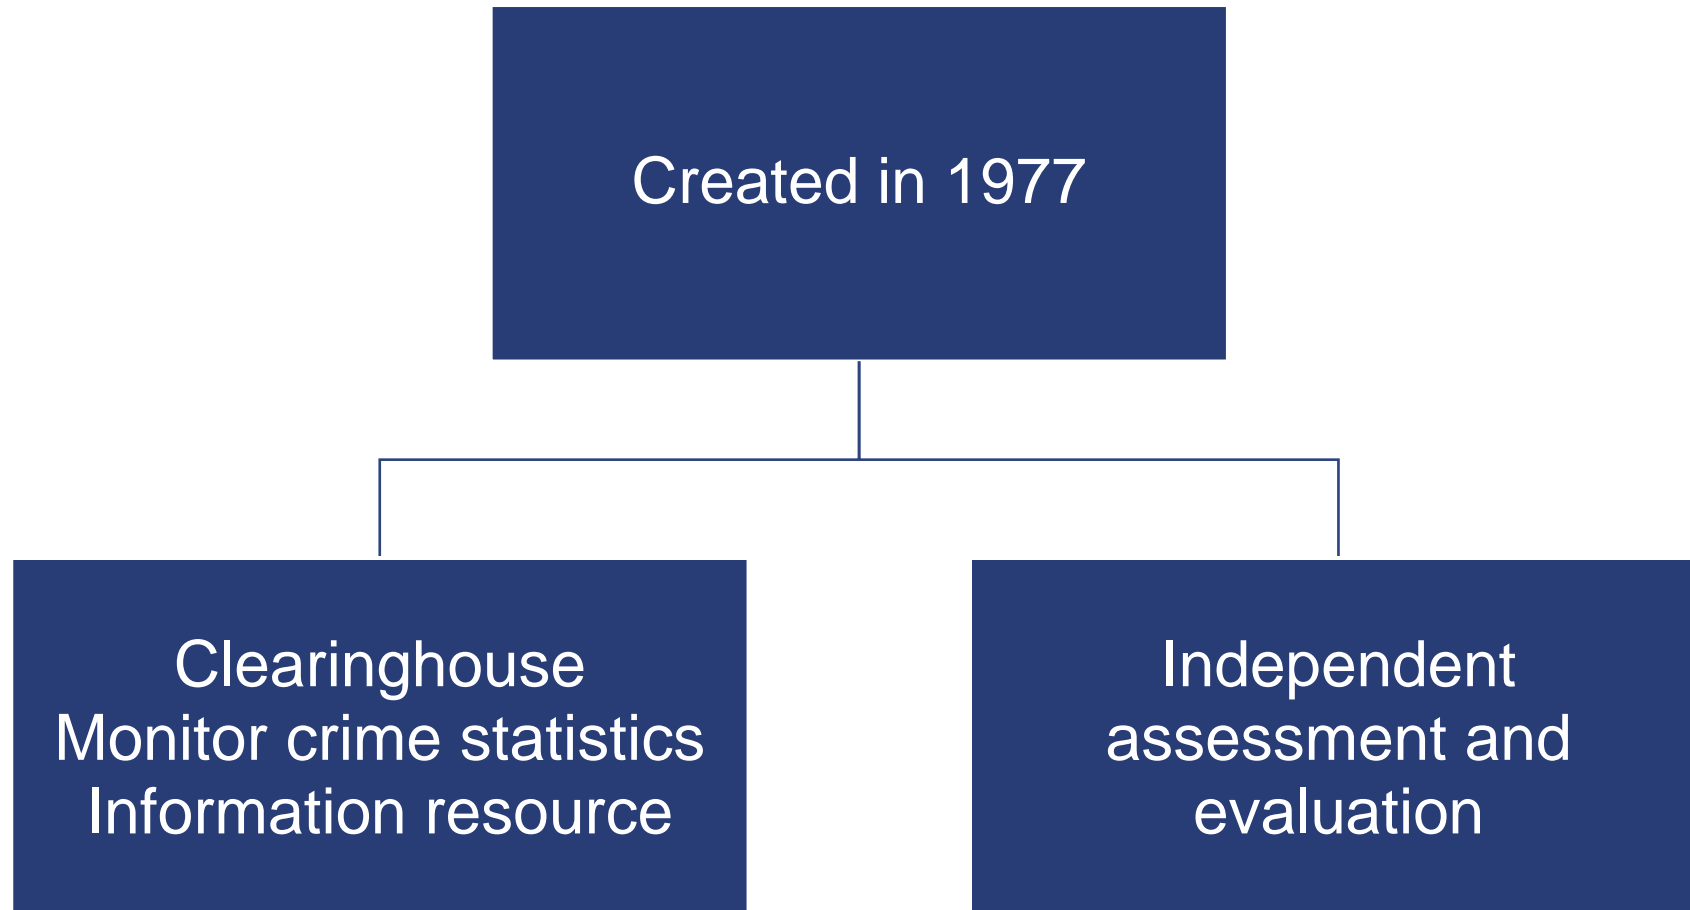 Created in 1977
Clearinghouse
Monitor crime statistics
Information resource
Independent
assessment and
evaluation